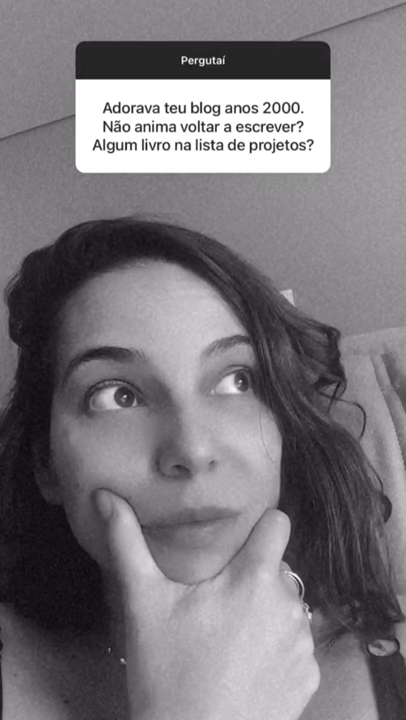 Pergutaí
Adorava teu blog anos 2000.
Não anima voltar a escrever?
Algum livro na lista de projetos?